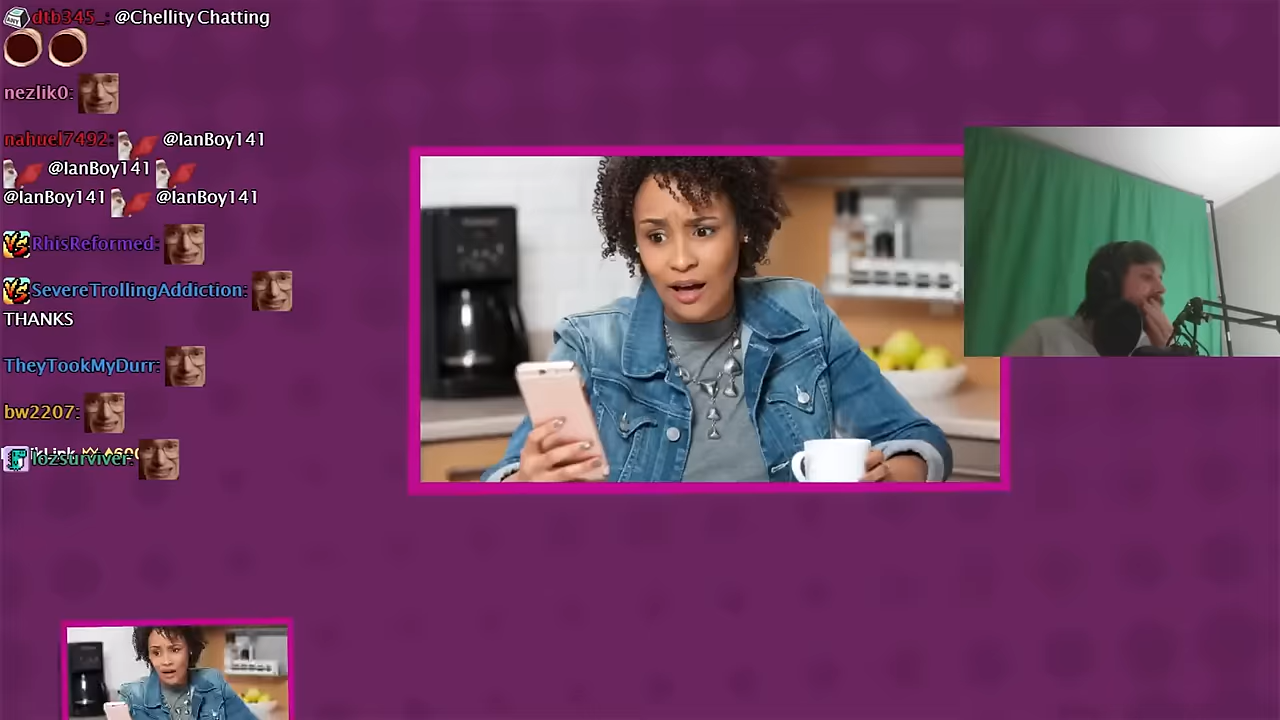 dtb345_: @Chellity Chatting
nezlik0:
nahuel7492: @IanBoy141
@IanBoy141
@IanBoy141 @IanBoy141
RhisReformed:
SevereTrollingAddiction:
THANKS
TheyTookMyDurr:
bw2207:
lozsurviver: